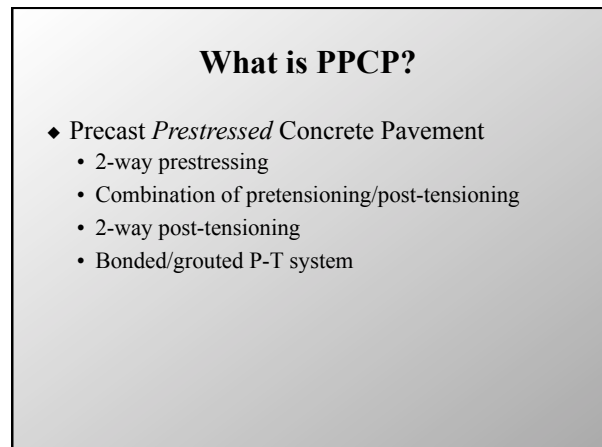 What is PPCP?
◆ Precast Prestressed Concrete Pavement
• 2-way prestressing
• Combination of pretensioning/post-tensioning
• 2-way post-tensioning
• Bonded/grouted P-T system